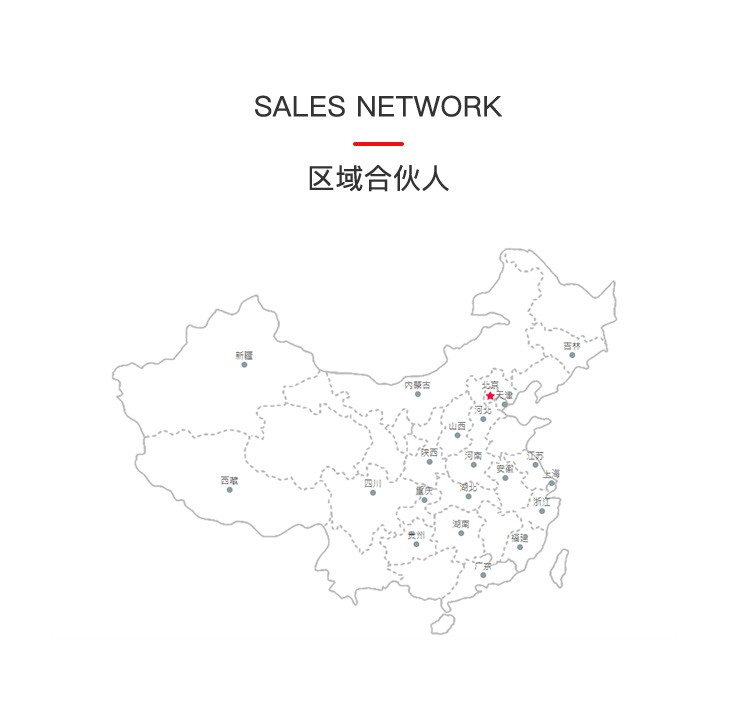 SALES NETWORK
区域合伙人
新疆
吉林
内蒙古
北京
天津
河北
山西
陕西
河南
江苏
安徽
上海
西藏
四川
重庆
湖北
浙江
湖南
贵州
福建
广东